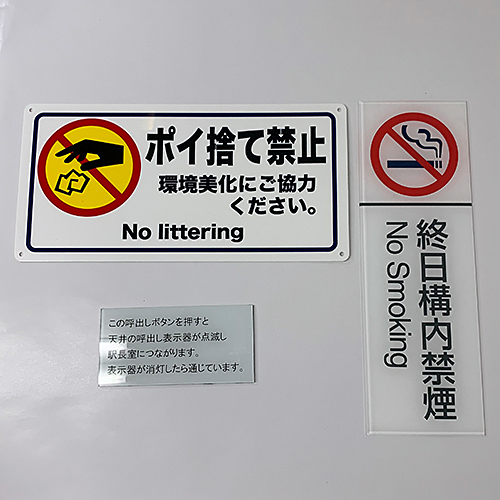 ポイ捨て禁止
環境美化にご協力
ください。
No littering
終日構内禁煙
No Smoking
この呼出しボタンを押すと
天井の呼出し表示器が点滅し
駅長室につながります。
表示器が消灯したら通じています。